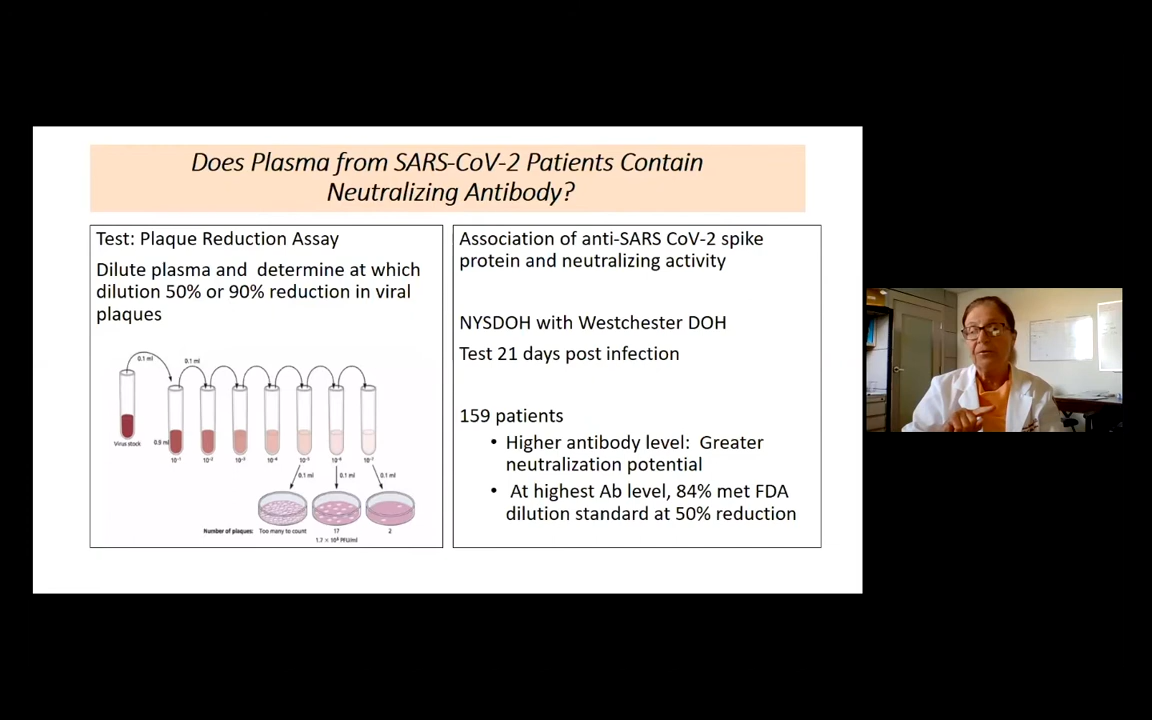 Does Plasma from SARS-CoV-2 Patients Contain
Neutralizing Antibody?
Test: Plaque Reduction Assay
Dilute plasma and determine at which
dilution 50% or 90% reduction in viral
plaques
0.1 ml
0.1 ml
Virus stock
0.9 ml
10⁻¹
10⁻²
10⁻³
10⁻⁴
10⁻⁵
10⁻⁶
10⁻⁷
0.1 ml
0.1 ml
0.1 ml
Number of plaques: Too many to count 17 2
Association of anti-SARS CoV-2 spike
protein and neutralizing activity
NYSDOH with Westchester DOH
Test 21 days post infection
159 patients
• Higher antibody level: Greater
neutralization potential
• At highest Ab level, 84% met FDA
dilution standard at 50% reduction